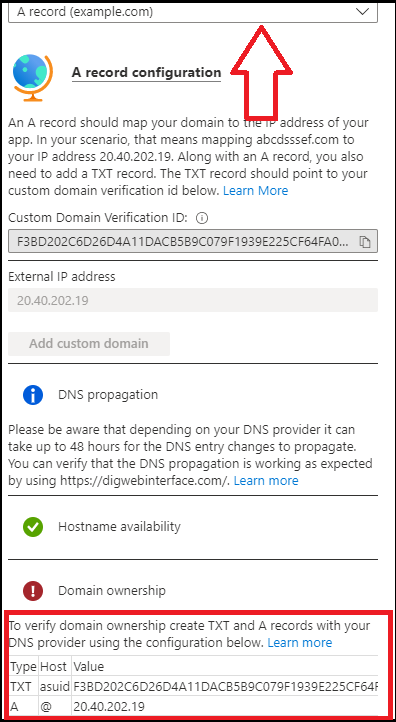 A record (example.com)
A record configuration
An A record should map your domain to the IP address of your
app. In your scenario, that means mapping abcdsssef.com to
your IP address 20.40.202.19. Along with an A record, you also
need to add a TXT record. The TXT record should point to your
custom domain verification id below. Learn More
Custom Domain Verification ID:
F3BD202C6D26D4A11DACB5B9C079F1939E225CF64FA0...
External IP address
20.40.202.19
Add custom domain
DNS propagation
Please be aware that depending on your DNS provider it can
take up to 48 hours for the DNS entry changes to propagate.
You can verify that the DNS propagation is working as expected
by using https://digwebinterface.com/. Learn more
Hostname availability
Domain ownership
To verify domain ownership create TXT and A records with your
DNS provider using the configuration below. Learn more
Type Host Value
TXT asuid F3BD202C6D26D4A11DACB5B9C079F1939E225CF64F
A @ 20.40.202.19